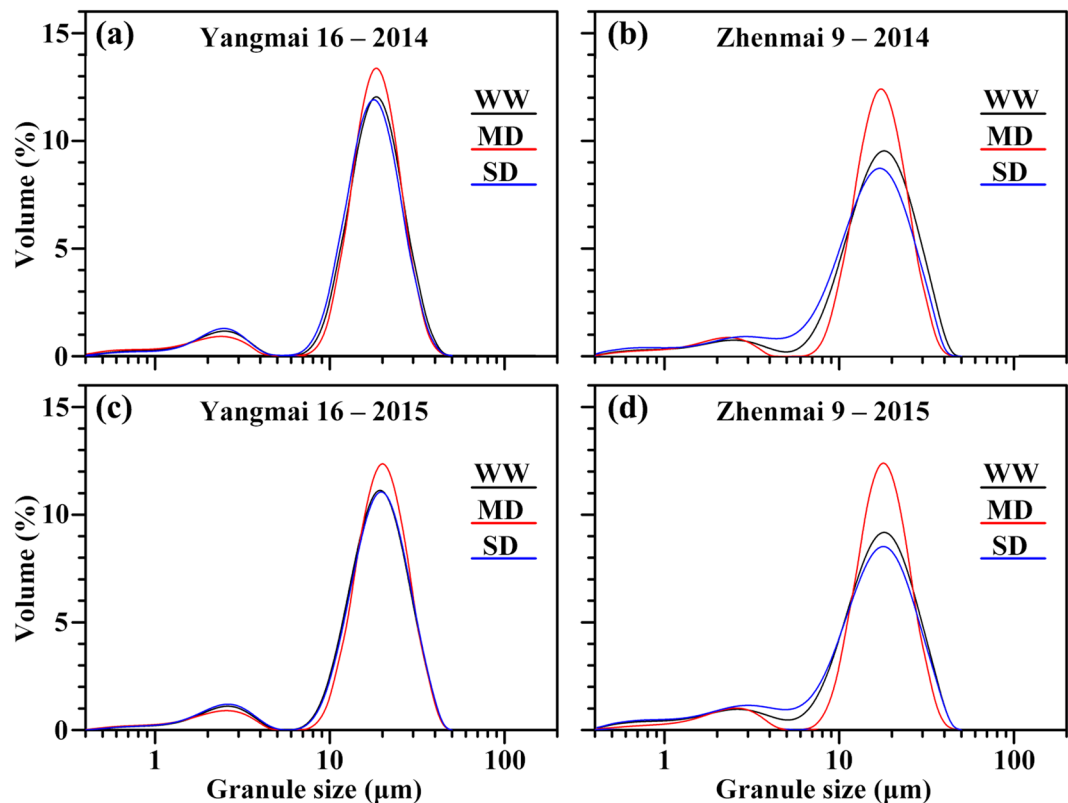 (a) Yangmai 16 – 2014
WW
MD
SD
15
10
5
0
Volume (%)
(b) Zhenmai 9 – 2014
WW
MD
SD
(c) Yangmai 16 – 2015
WW
MD
SD
15
10
5
0
Volume (%)
1 10 100
Granule size (µm)
(d) Zhenmai 9 – 2015
WW
MD
SD
1 10 100
Granule size (µm)